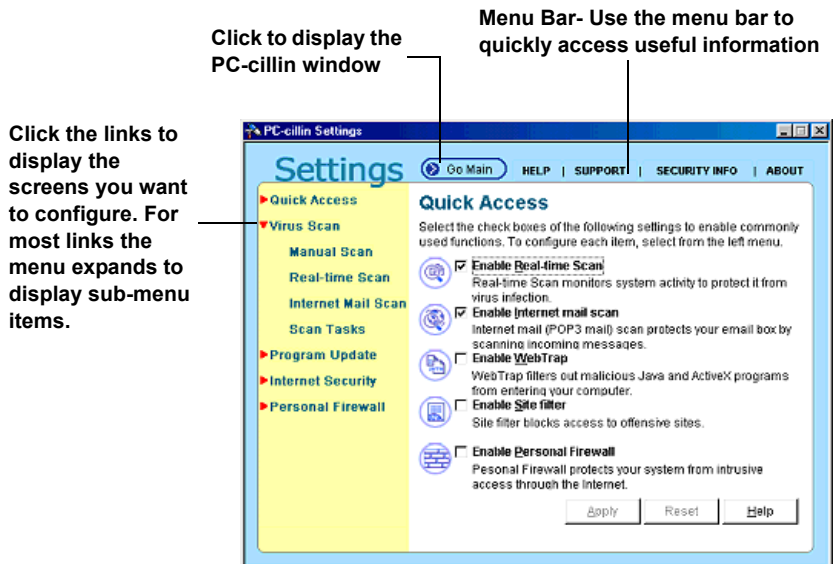 Menu Bar- Use the menu bar to
quickly access useful information
Click to display the
PC-cillin window
Click the links to
display the
screens you want
to configure. For
most links the
menu expands to
display sub-menu
items.
PC-cillin Settings
Settings
Go Main
HELP | SUPPORT | SECURITY INFO | ABOUT
Quick Access
Virus Scan
Manual Scan
Real-time Scan
Internet Mail Scan
Scan Tasks
Program Update
Internet Security
Personal Firewall
Quick Access
Select the check boxes of the following settings to enable commonly
used functions. To configure each item, select from the left menu.
Enable Real-time Scan
Real-time Scan monitors system activity to protect it from
virus infection.
Enable Internet mail scan
Internet mail (POP3 mail) scan protects your email box by
scanning incoming messages.
Enable WebTrap
WebTrap filters out malicious Java and ActiveX programs
from entering your computer.
Enable Site filter
Site filter blocks access to offensive sites.
Enable Personal Firewall
Pesonal Firewall protects your system from intrusive
access through the Internet.
Apply
Reset
Help